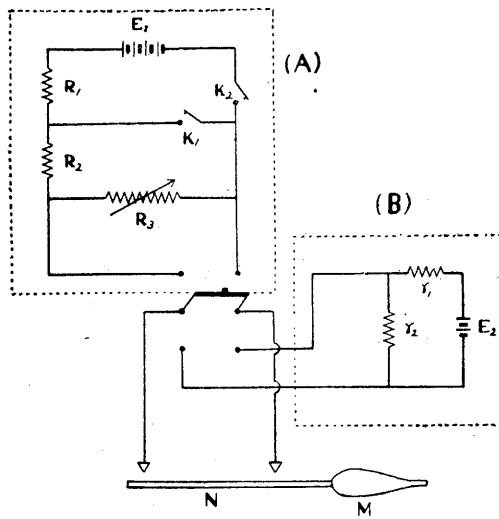 E₁
(A)
R₁
K₂
K₁
R₂
R₃
(B)
r₁
r₂
E₂
N
M